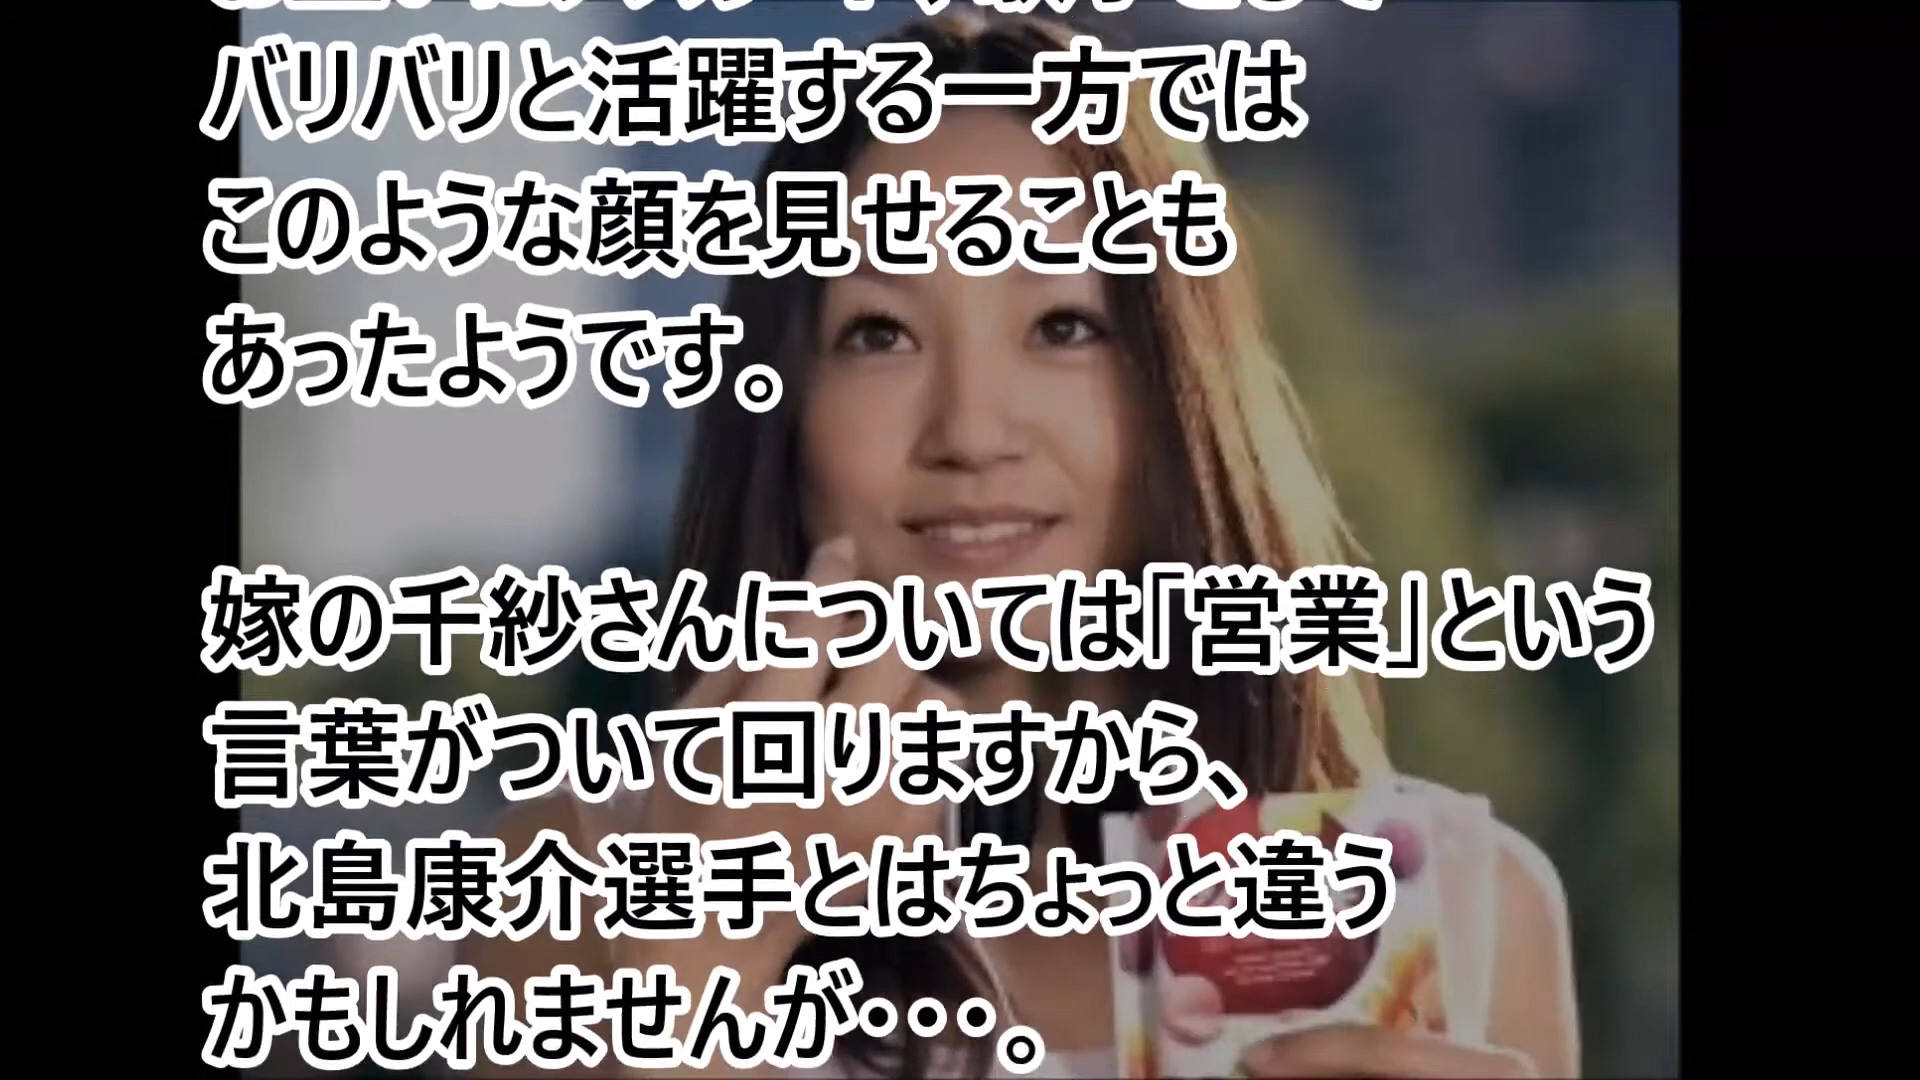 バリバリと活躍する一方では
このような顔を見せることも
あったようです。
嫁の千紗さんについては「営業」という
言葉がついて回りますから、
北島康介選手とはちょっと違う
かもしれませんが・・・。